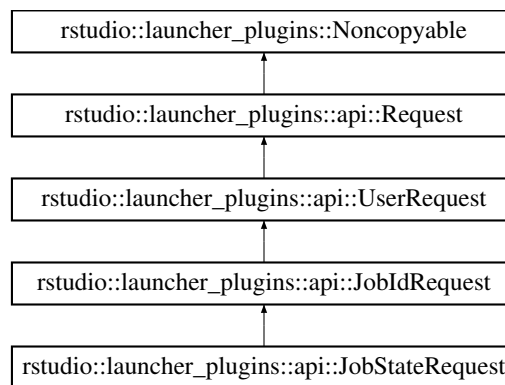 rstudio::launcher_plugins::Noncopyable
rstudio::launcher_plugins::api::Request
rstudio::launcher_plugins::api::UserRequest
rstudio::launcher_plugins::api::JobIdRequest
rstudio::launcher_plugins::api::JobStateRequest